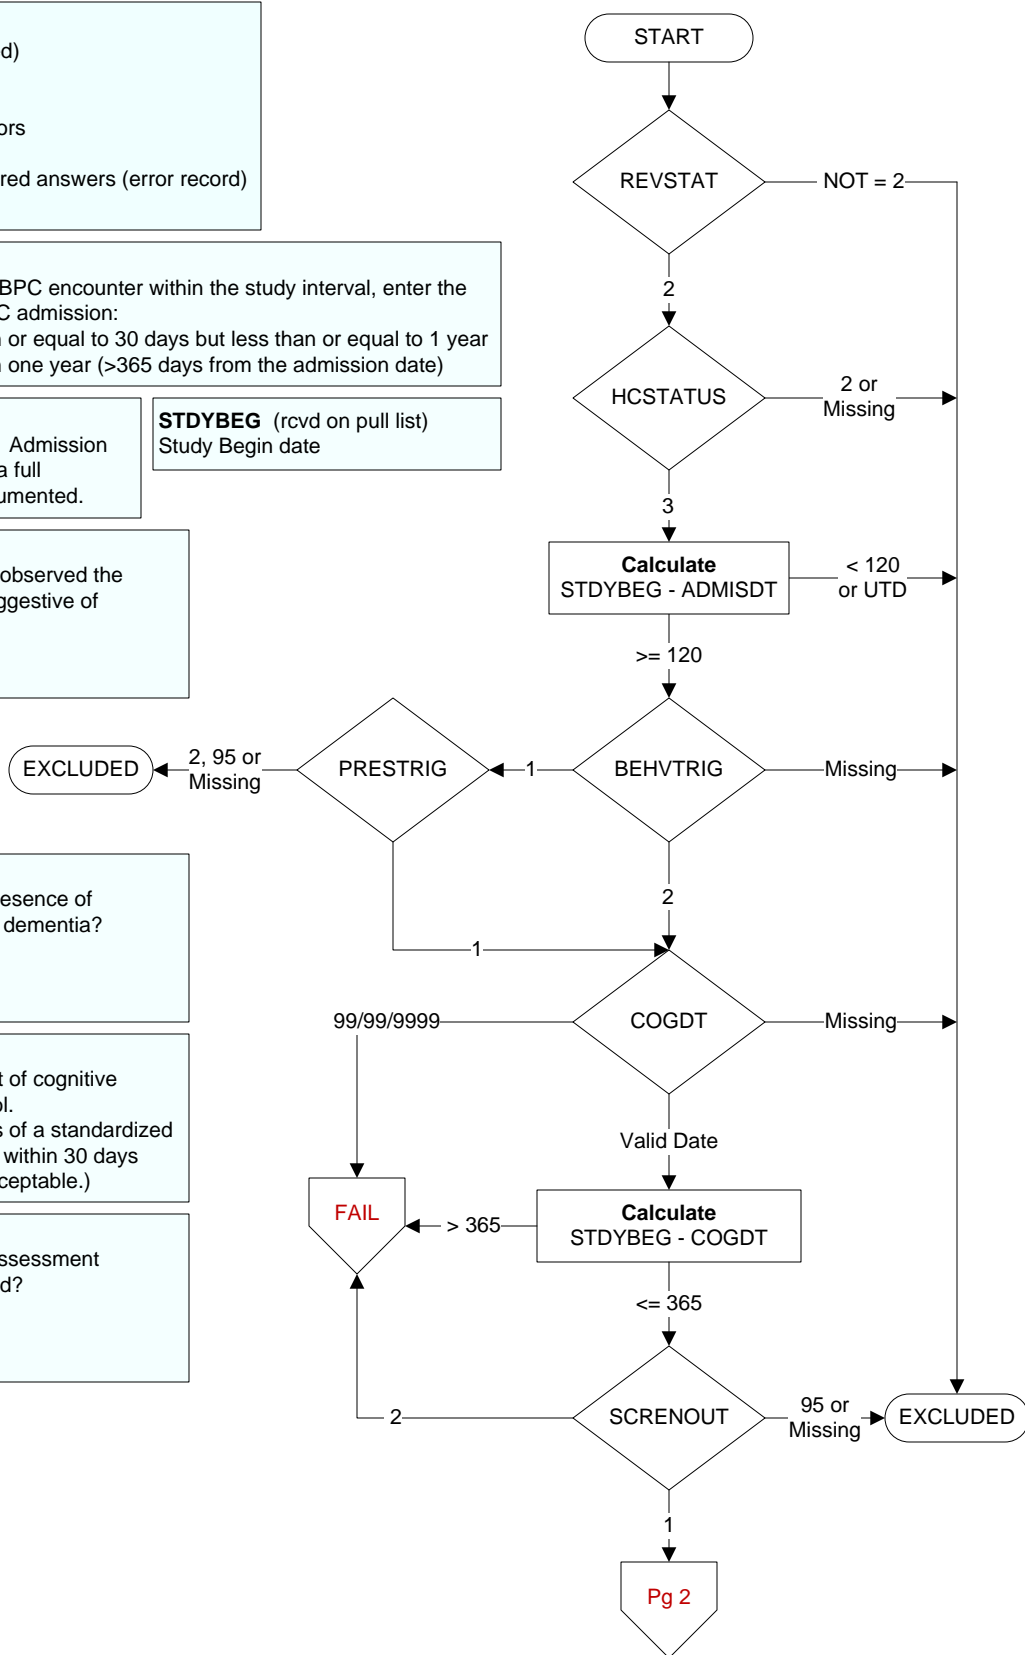 START
d)
ors
red answers (error record)
REVSTAT
NOT = 2
2
BPC encounter within the study interval, enter the
C admission:
n or equal to 30 days but less than or equal to 1 year
n one year (>365 days from the admission date)
HCSTATUS
2 or
Missing
Admission
a full
umented.
STDYBEG (rcvd on pull list)
Study Begin date
3
Calculate
STDYBEG - ADMISDT
< 120
or UTD
observed the
ggestive of
>= 120
EXCLUDED
2, 95 or
Missing
PRESTRIG
1
BEHVTRIG
Missing
esence of
dementia?
2
1
99/99/9999
COGDT
Missing
t of cognitive
ol.
s of a standardized
within 30 days
ceptable.)
Valid Date
FAIL
> 365
Calculate
STDYBEG - COGDT
ssessment
d?
<= 365
2
SCRENOUT
95 or
Missing
EXCLUDED
1
Pg 2